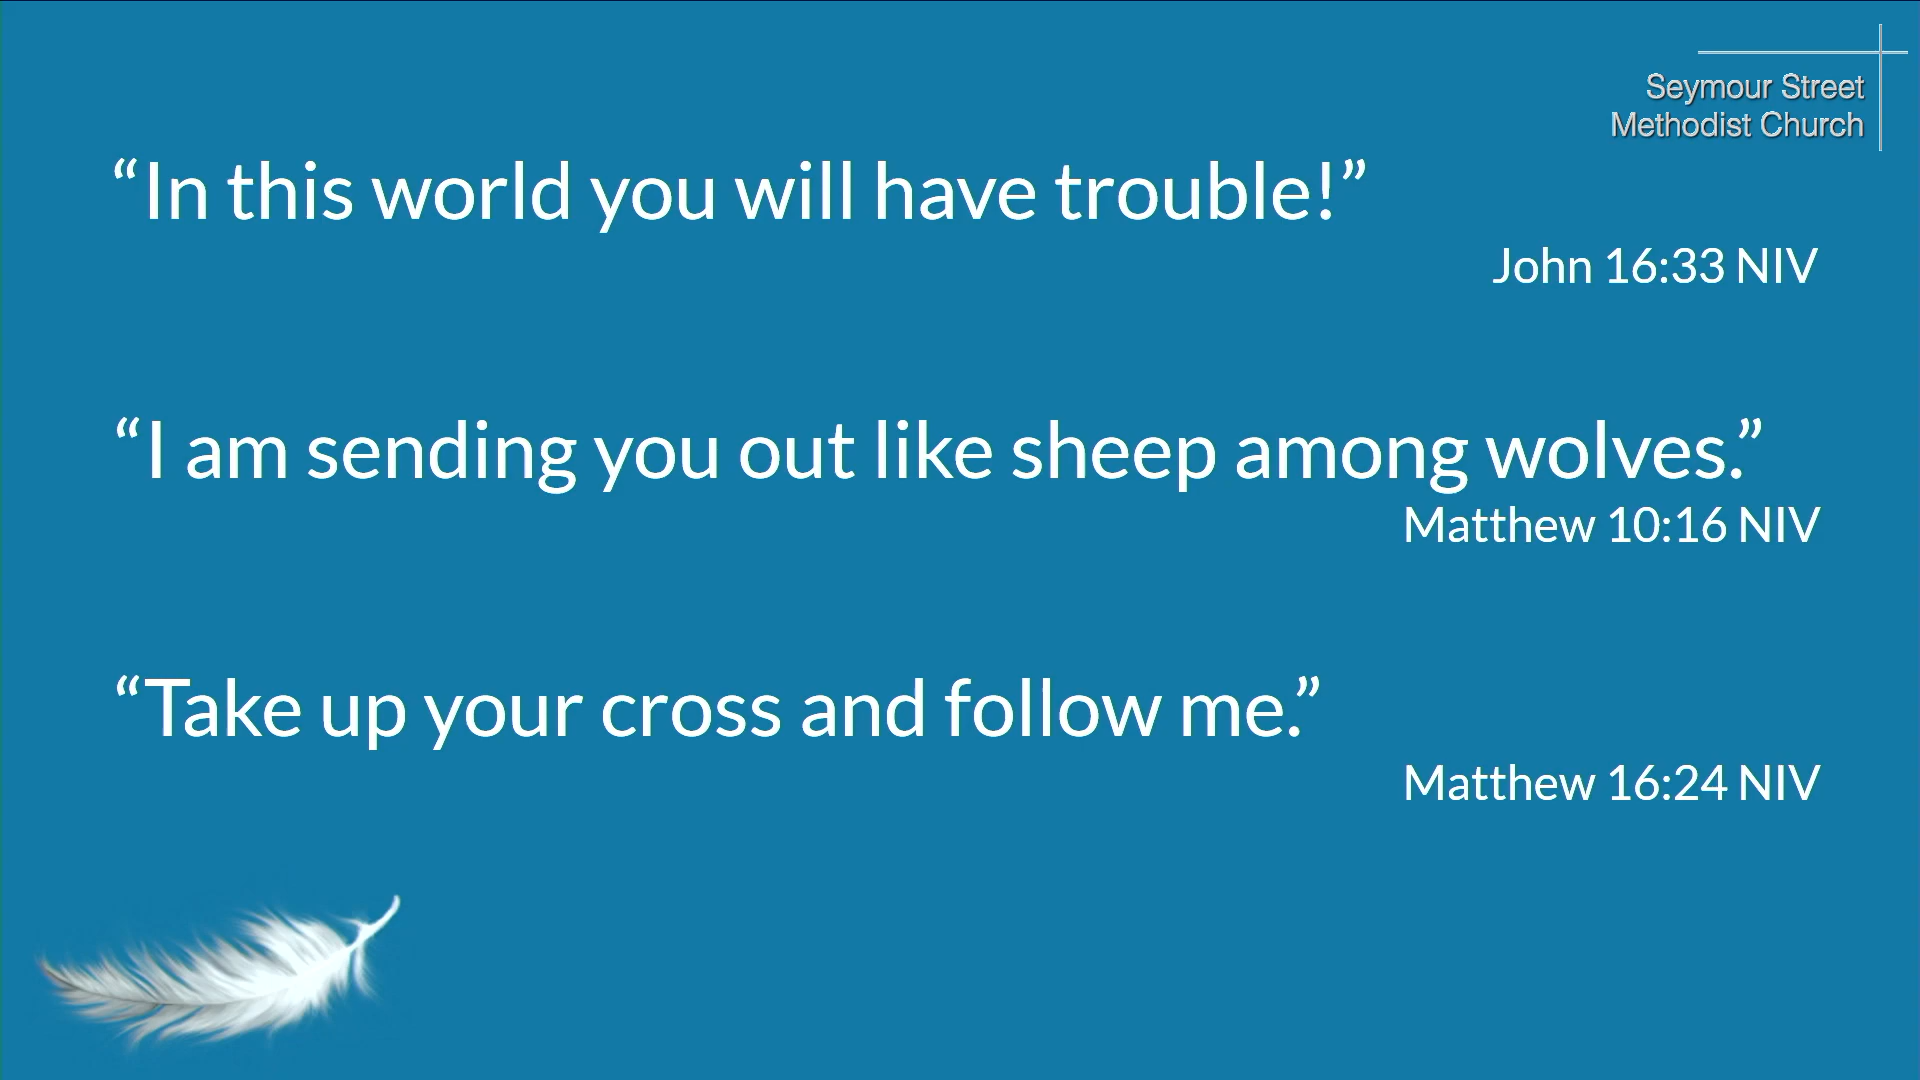 Seymour Street
Methodist Church
“In this world you will have trouble!”
John 16:33 NIV
“I am sending you out like sheep among wolves.”
Matthew 10:16 NIV
“Take up your cross and follow me.”
Matthew 16:24 NIV